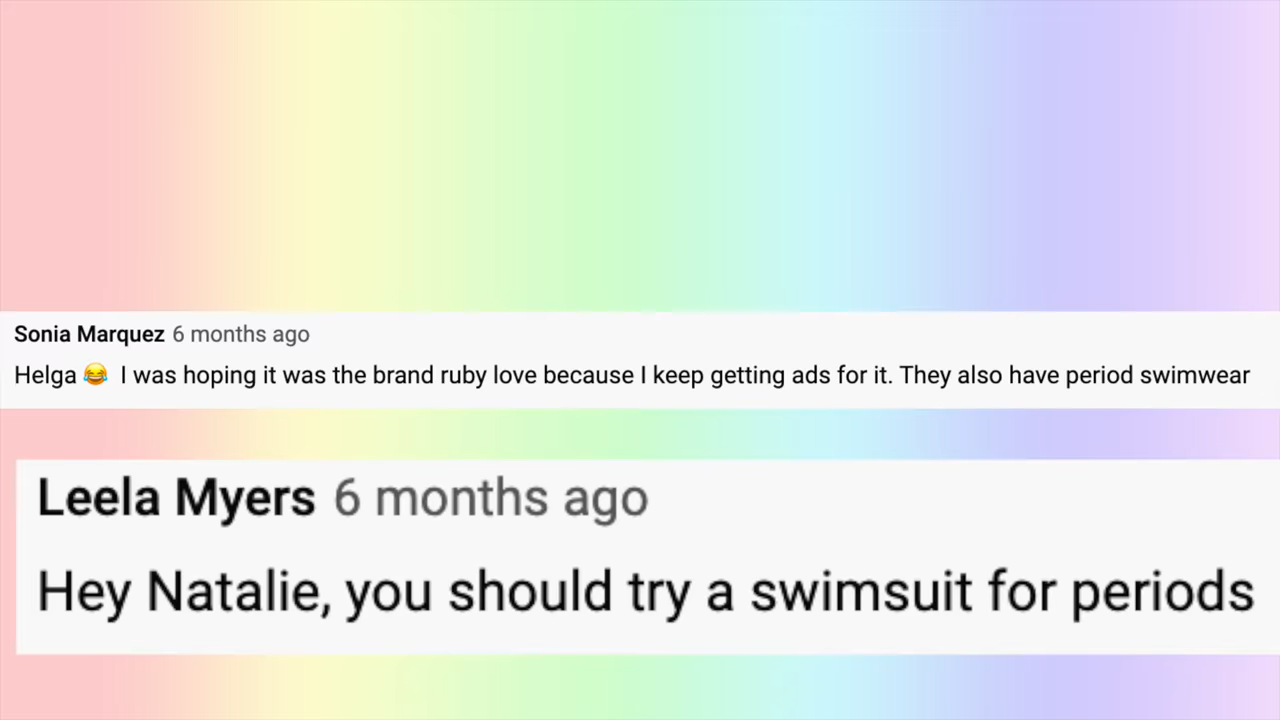 Sonia Marquez 6 months ago
Helga 😂 I was hoping it was the brand ruby love because I keep getting ads for it. They also have period swimwear
Leela Myers 6 months ago
Hey Natalie, you should try a swimsuit for periods